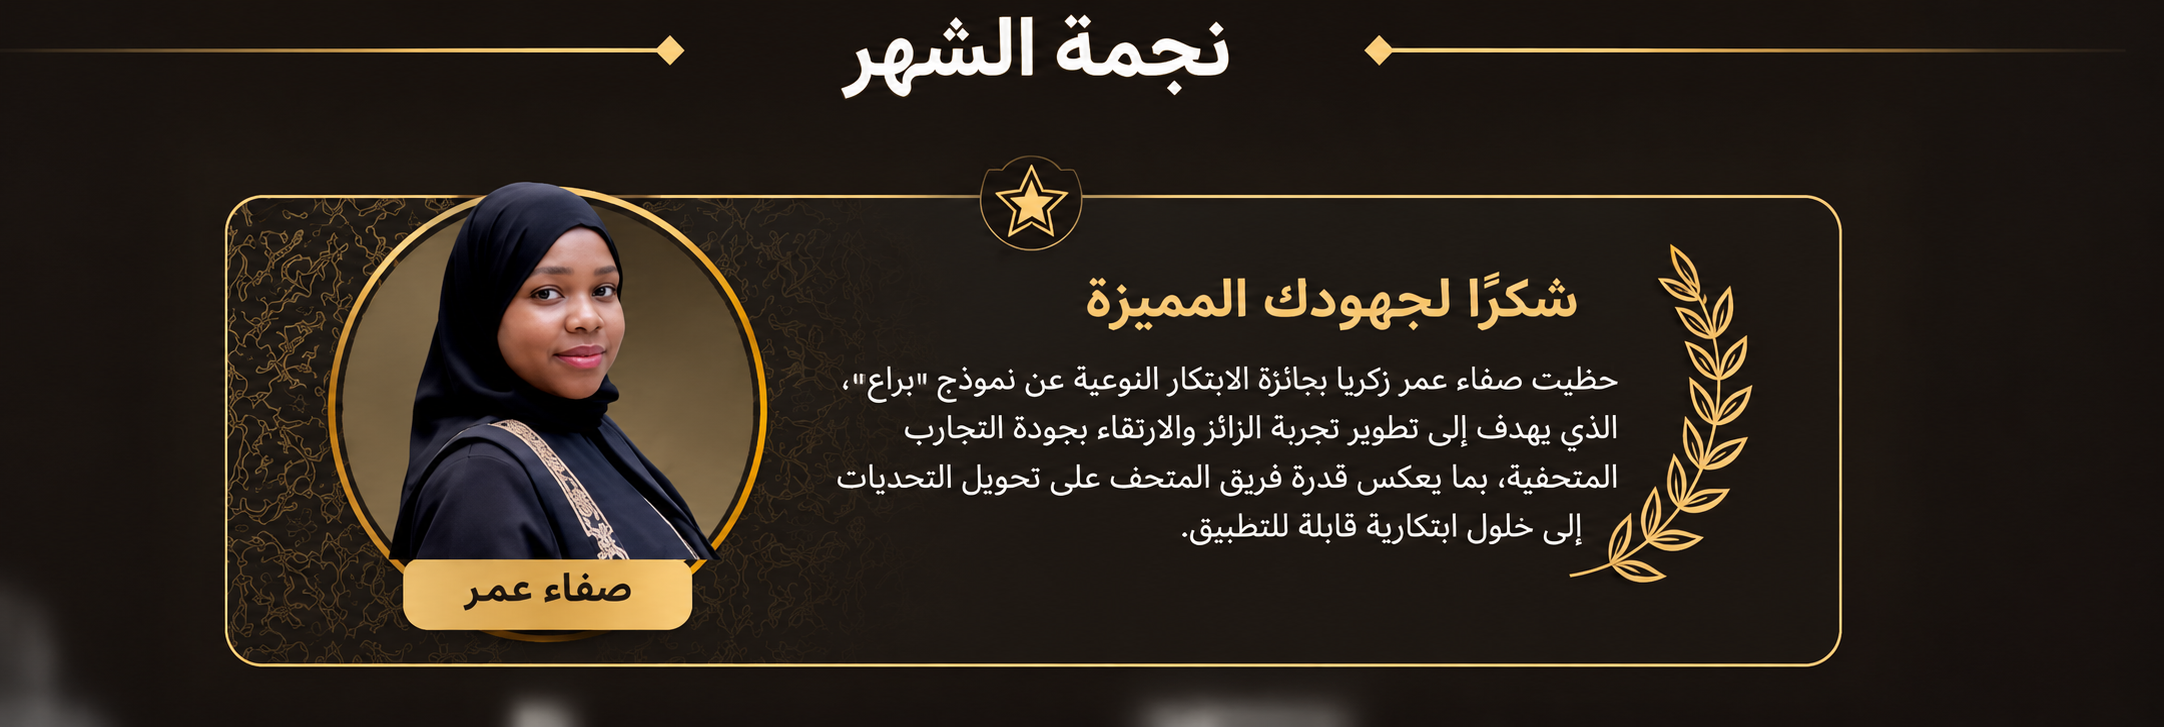 نجمة الشهر
شكرًا لجهودك المميزة
حظيت صفاء عمر زكريا بجائزة الابتكار النوعية عن نموذج "براع"،
الذي يهدف إلى تطوير تجربة الزائز والارتقاء بجودة التجارب
المتحفية، بما يعكس قدرة فريق المتحف على تحويل التحديات
إلى خلول ابتكارية قابلة للتطبيق.
صفاء عمر